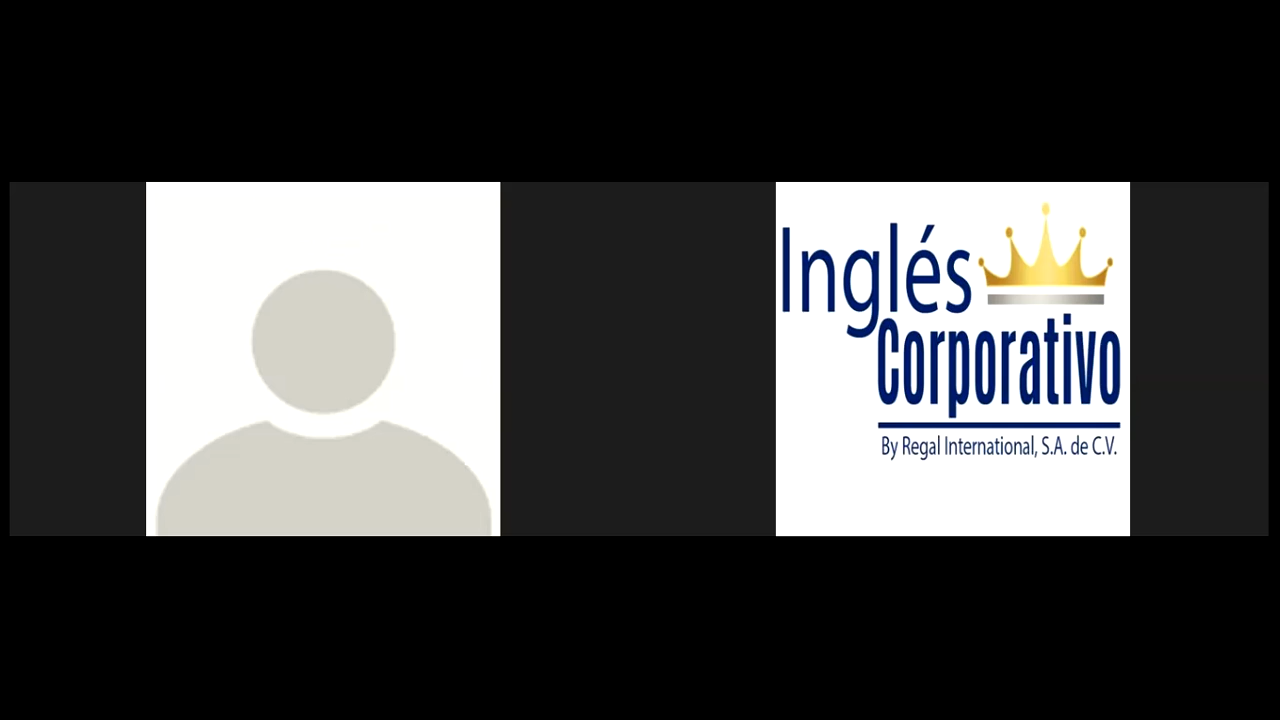 Inglés
Corporativo
By Regal International, S.A. de C.V.